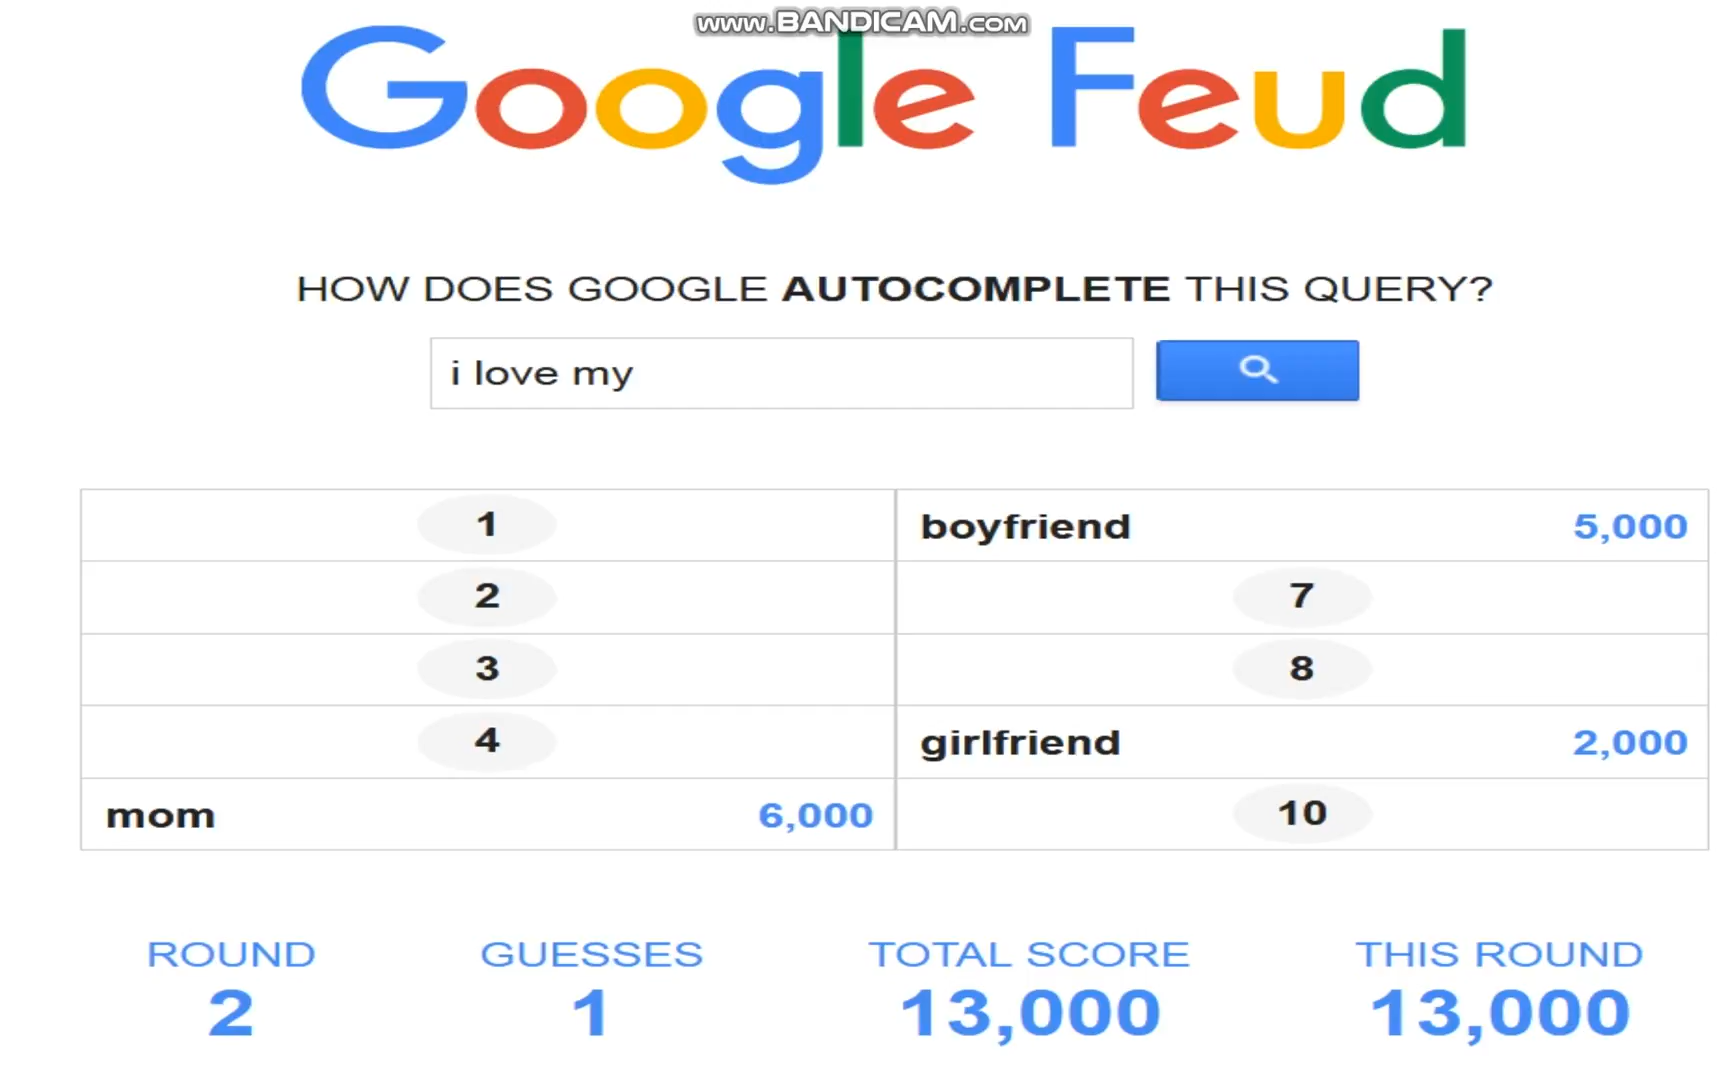 www.BANDICAM.com
Google Feud
HOW DOES GOOGLE AUTOCOMPLETE THIS QUERY?
i love my
1
2
3
4
mom 6,000
boyfriend 5,000
7
8
girlfriend 2,000
10
ROUND GUESSES TOTAL SCORE THIS ROUND
2 1 13,000 13,000